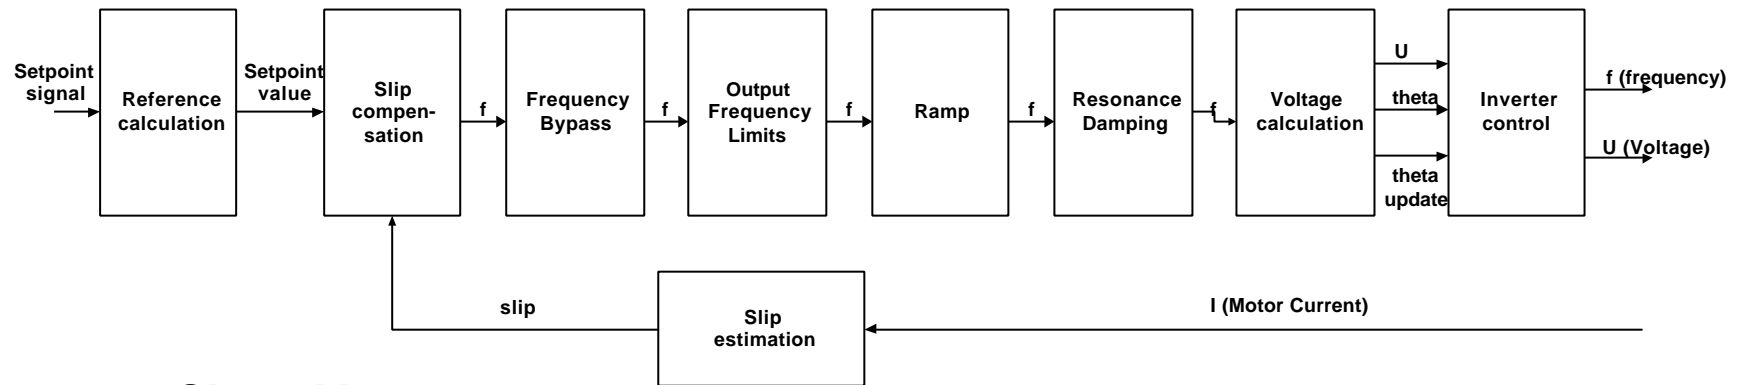 Setpoint
signal
Reference
calculation
Setpoint
value
Slip
compen-
sation
f
Frequency
Bypass
f
Output
Frequency
Limits
f
Ramp
f
Resonance
Damping
f
Voltage
calculation
U
theta
theta
update
Inverter
control
f (frequency)
U (Voltage)
slip
Slip
estimation
I (Motor Current)